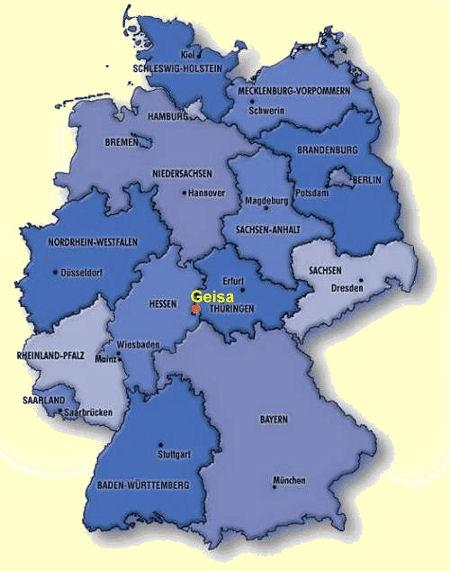 Kiel
SCHLESWIG-HOLSTEIN
MECKLENBURG-VORPOMMERN
Schwerin
HAMBURG
BREMEN
BRANDENBURG
NIEDERSACHSEN
BERLIN
Potsdam
Hannover
Magdeburg
SACHSEN-ANHALT
NORDRHEIN-WESTFALEN
Düsseldorf
SACHSEN
Dresden
Erfurt
Geisa
HESSEN
THÜRINGEN
Wiesbaden
RHEINLAND-PFALZ
Mainz
SAARLAND
Saarbrücken
BAYERN
Stuttgart
BADEN-WÜRTTEMBERG
München